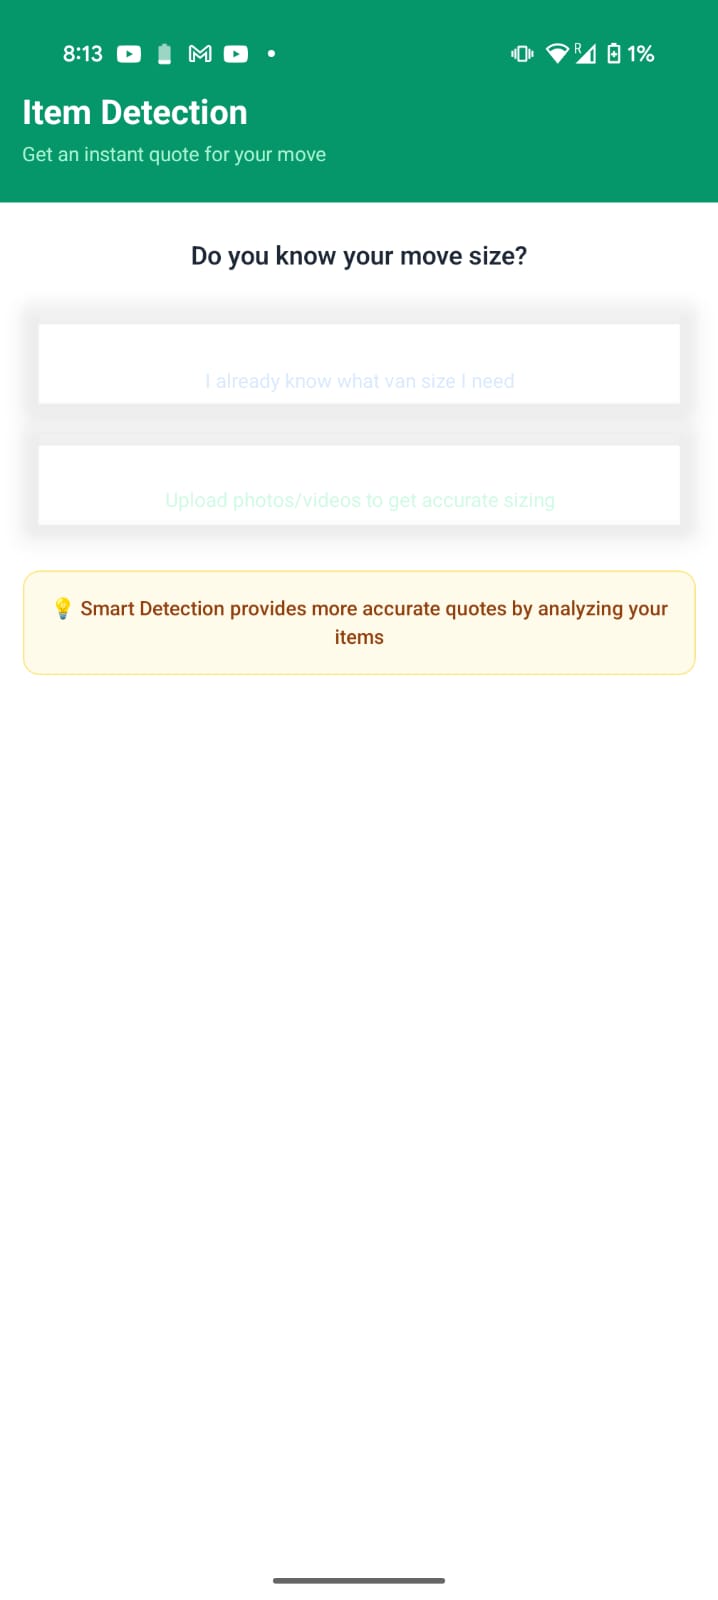 8:13
R
1%
Item Detection
Get an instant quote for your move
Do you know your move size?
I already know what van size I need
Upload photos/videos to get accurate sizing
💡 Smart Detection provides more accurate quotes by analyzing your
items